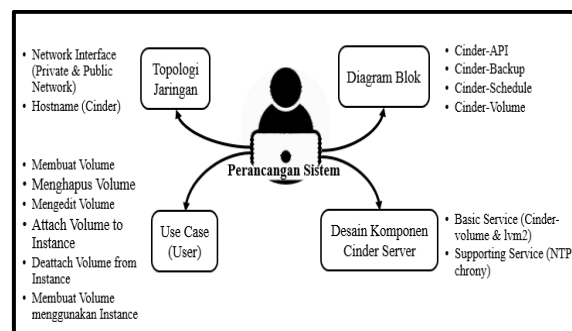 • Network Interface
(Private & Public
Network)
• Hostname (Cinder)
Topologi
Jaringan
Diagram Blok
• Cinder-API
• Cinder-Backup
• Cinder-Schedule
• Cinder-Volume
Perancangan Sistem
• Membuat Volume
• Menghapus Volume
• Mengedit Volume
• Attach Volume to
Instance
• Deattach Volume from
Instance
• Membuat Volume
menggunakan Instance
Use Case
(User)
Desain Komponen
Cinder Server
• Basic Service (Cinder-
volume & lvm2)
• Supporting Service (NTP
chrony)